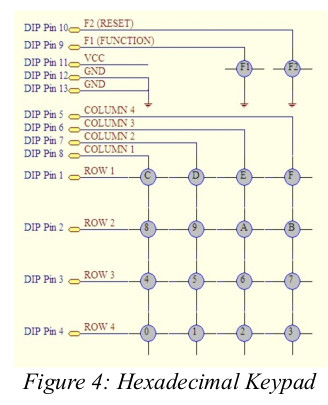 DIP Pin 10 F2 (RESET)
DIP Pin 9 F1 (FUNCTION)
DIP Pin 11 VCC
DIP Pin 12 GND
DIP Pin 13 GND
F1 F2
DIP Pin 5 COLUMN 4
DIP Pin 6 COLUMN 3
DIP Pin 7 COLUMN 2
DIP Pin 8 COLUMN 1
DIP Pin 1 ROW 1 C D E F
DIP Pin 2 ROW 2 8 9 A B
DIP Pin 3 ROW 3 4 5 6 7
DIP Pin 4 ROW 4 0 1 2 3
Figure 4: Hexadecimal Keypad